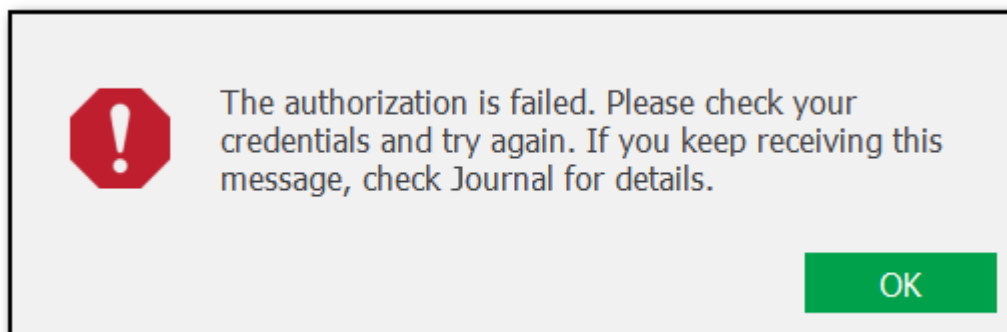 The authorization is failed. Please check your
credentials and try again. If you keep receiving this
message, check Journal for details.
OK